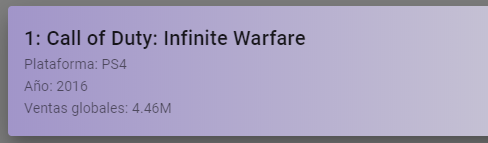 1: Call of Duty: Infinite Warfare
Plataforma: PS4
Año: 2016
Ventas globales: 4.46M